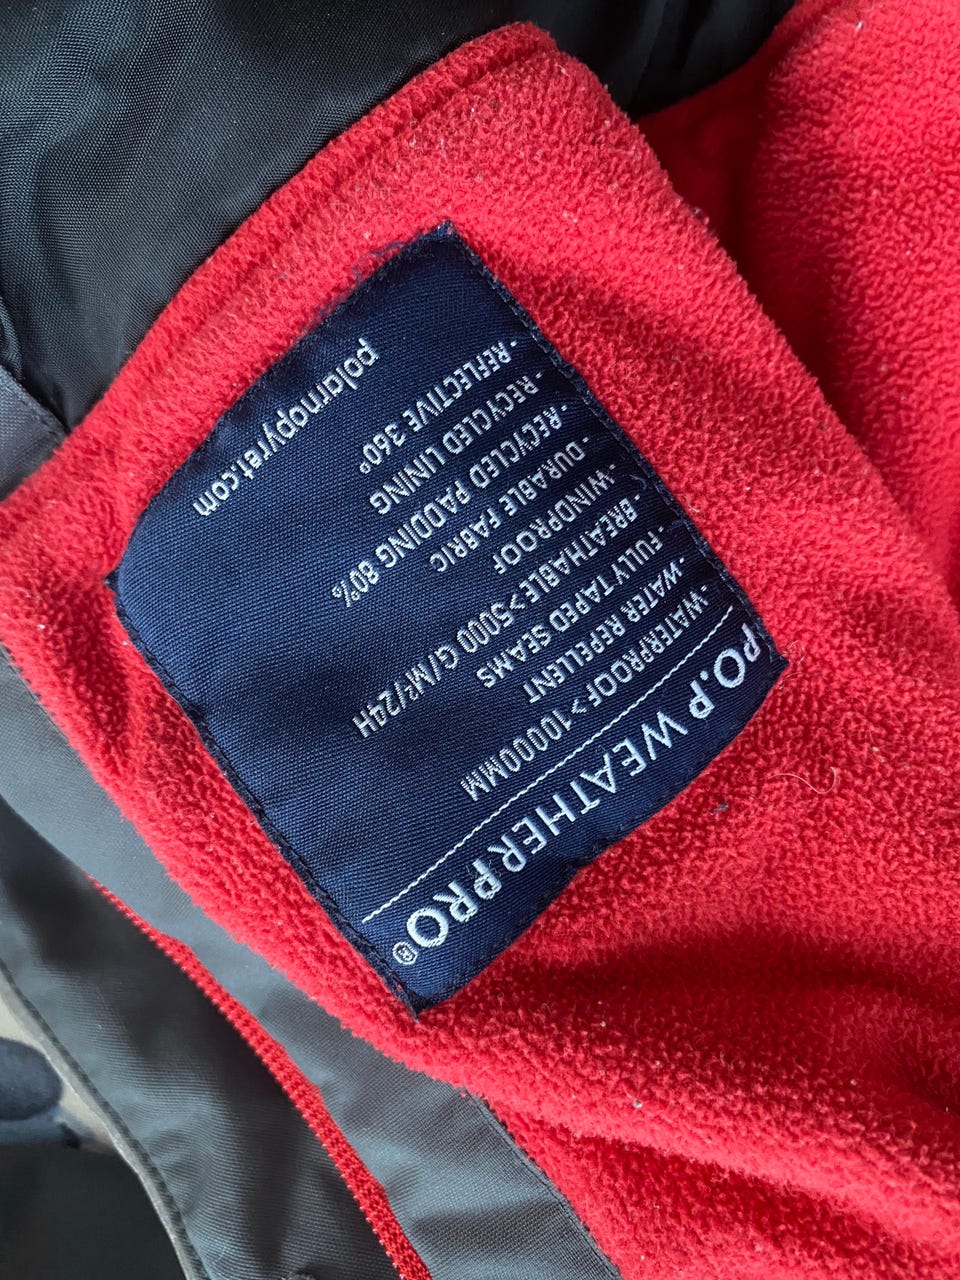 PO.P WEATHERPRO®
- WATERPROOF > 10000MM
- WATER REPELLENT
- FULLY TAPED SEAMS
- BREATHABLE >5000 G/M²/24H
- WINDPROOF
- DURABLE FABRIC
- RECYCLED PADDING 80%
- RECYCLED LINING
- REFLECTIVE 360°
polarnopyret.com